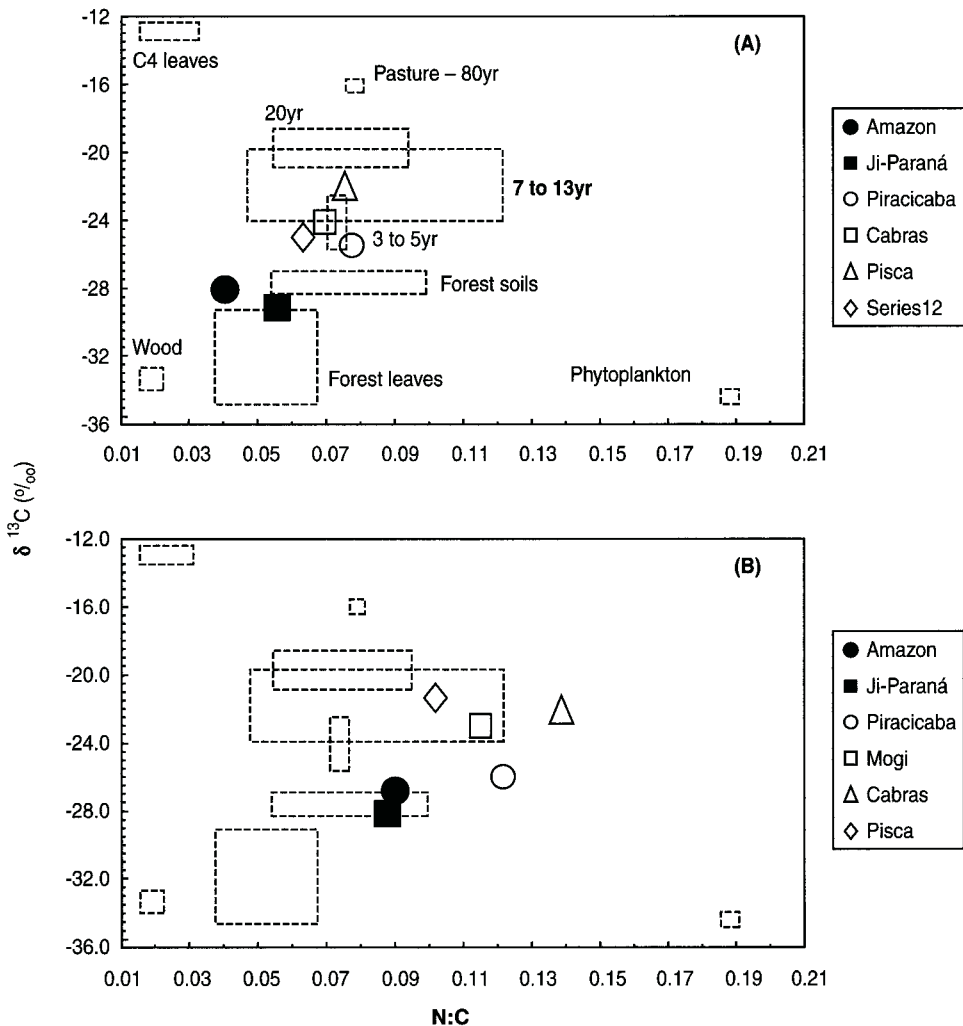 -12
-16
-20
-24
-28
-32
-36
(A)
C4 leaves
Pasture – 80yr
20yr
7 to 13yr
3 to 5yr
Forest soils
Wood
Forest leaves
Phytoplankton
0.01 0.03 0.05 0.07 0.09 0.11 0.13 0.15 0.17 0.19 0.21
Amazon
Ji-Paraná
Piracicaba
Cabras
Pisca
Series12
δ 13C (º/oo)
-12.0
-16.0
-20.0
-24.0
-28.0
-32.0
-36.0
(B)
0.01 0.03 0.05 0.07 0.09 0.11 0.13 0.15 0.17 0.19 0.21
N:C
Amazon
Ji-Paraná
Piracicaba
Mogi
Cabras
Pisca